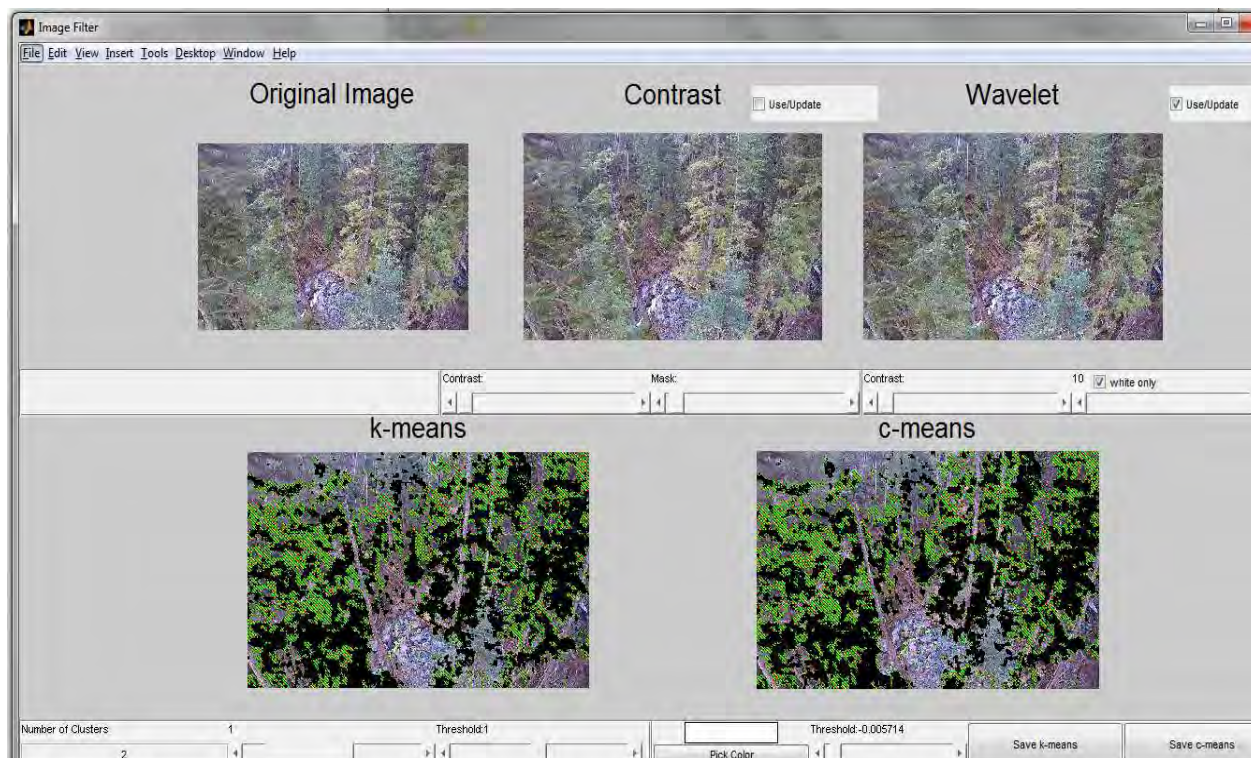 Image Filter
File Edit View Insert Tools Desktop Window Help
Original Image
Contrast
Use/Update
Wavelet
Use/Update
Contrast:
Mask:
Contrast:
10
white only
k-means
c-means
Number of Clusters
1
Threshold:1
Threshold:-0.005714
2
Pick Color
Save k-means
Save c-means